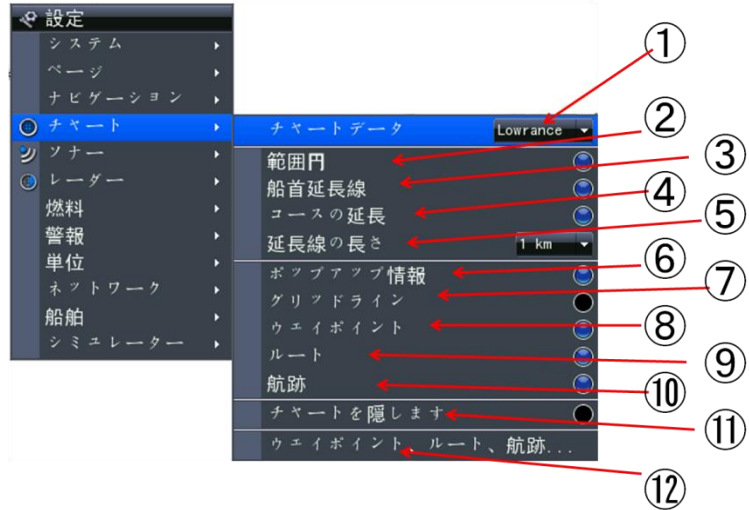 設定
システム
ページ
ナビゲーション
チャート
ソナー
レーダー
燃料
警報
単位
ネットワーク
船舶
シミュレーター
チャートデータ Lowrance
範囲円
船首延長線
コースの延長
延長線の長さ 1 km
ポップアップ情報
グリッドライン
ウェイポイント
ルート
航跡
チャートを隠します
ウェイポイント、ルート、航跡...
①
②
③
④
⑤
⑥
⑦
⑧
⑨
⑩
⑪
⑫